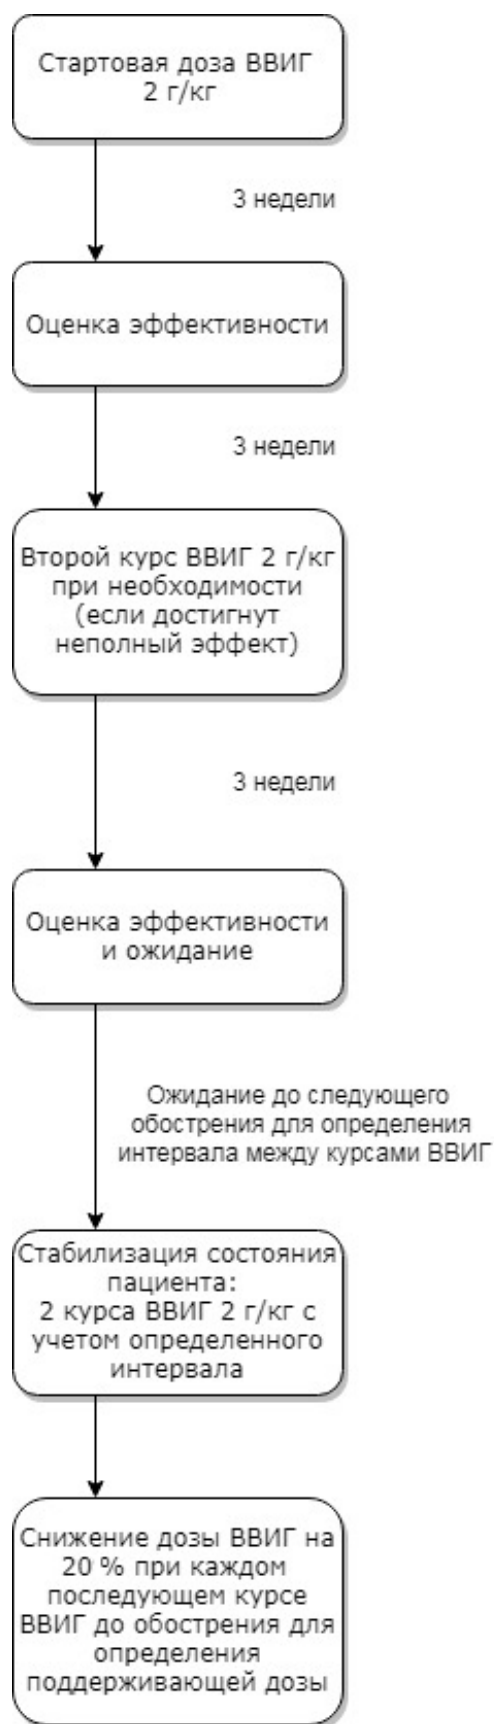 Стартовая доза ВВИГ
2 г/кг
3 недели
Оценка эффективности
3 недели
Второй курс ВВИГ 2 г/кг
при необходимости
(если достигнут
неполный эффект)
3 недели
Оценка эффективности
и ожидание
Ожидание до следующего
обострения для определения
интервала между курсами ВВИГ
Стабилизация состояния
пациента:
2 курса ВВИГ 2 г/кг с
учетом определенного
интервала
Снижение дозы ВВИГ на
20 % при каждом
последующем курсе
ВВИГ до обострения для
определения
поддерживающей дозы